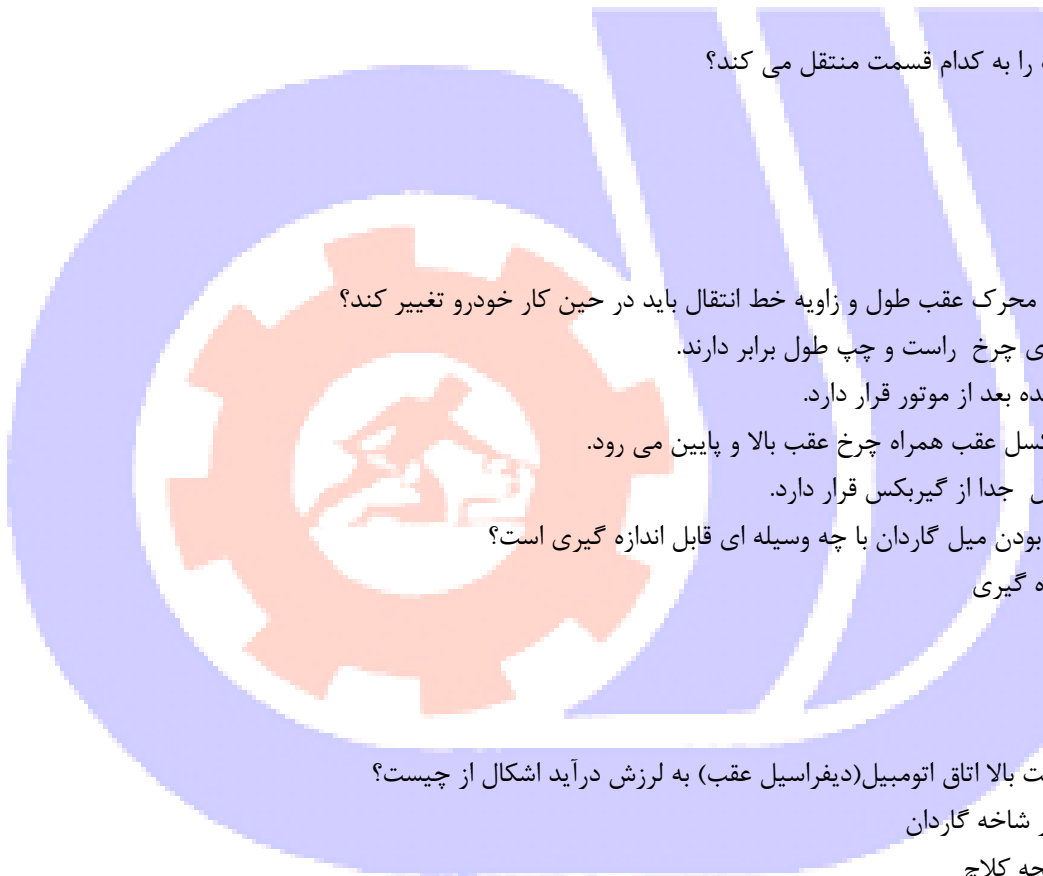 را به کدام قسمت منتقل می کند؟
محرک عقب طول و زاویه خط انتقال باید در حین کار خودرو تغییر کند؟
ی چرخ راست و چپ طول برابر دارند.
ده بعد از موتور قرار دارد.
کسل عقب همراه چرخ عقب بالا و پایین می رود.
جدا از گیربکس قرار دارد.
بودن میل گاردان با چه وسیله ای قابل اندازه گیری است؟
ه گیری
ت بالا اتاق اتومبیل(دیفراسیل عقب) به لرزش درآید اشکال از چیست؟
شاخه گاردان
حه کلاچ